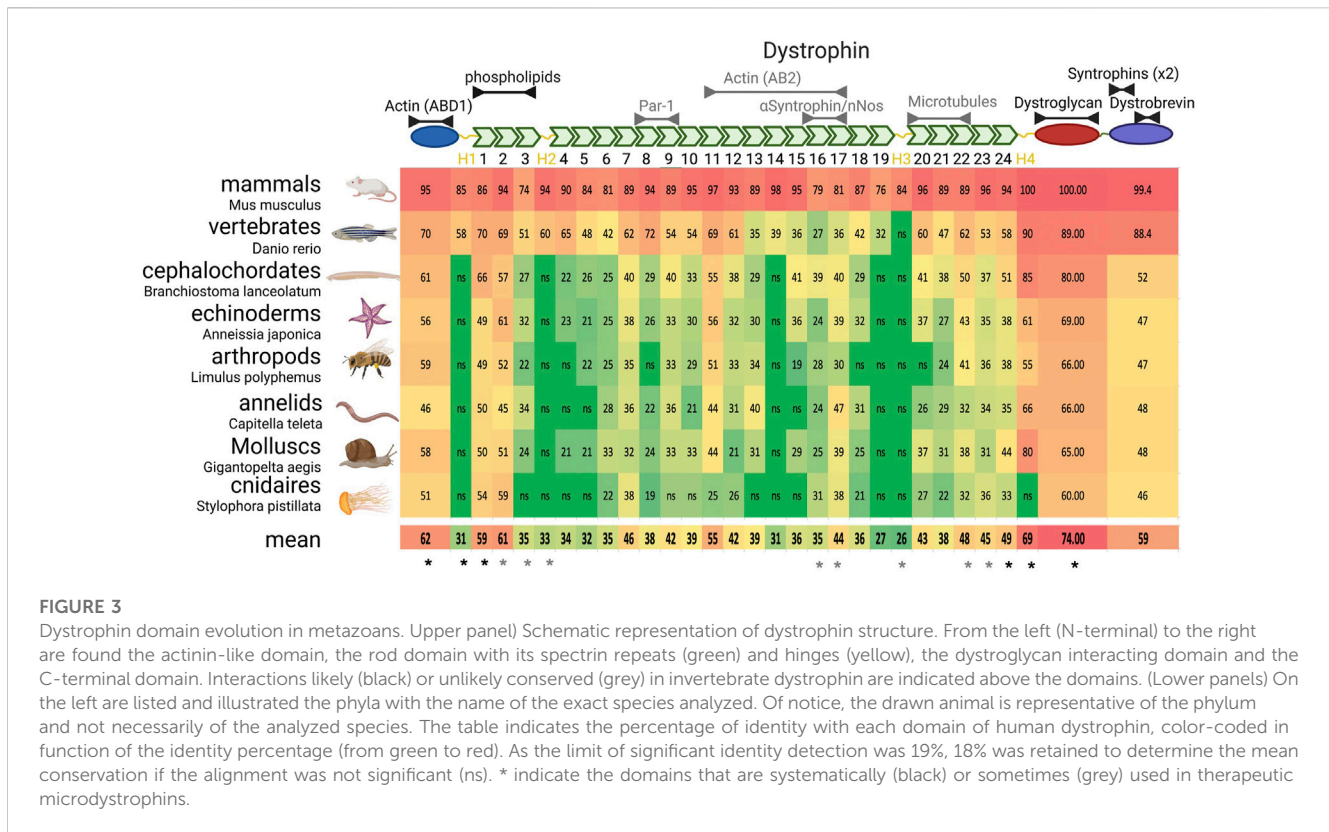 Dystrophin
Actin (AB2)
Syntrophins (x2)
phospholipids
Actin (ABD1)
Par-1
αSyntrophin/nNos
Microtubules
Dystroglycan
Dystrobrevin
H1 1 2 3 H2 4 5 6 7 8 9 10 11 12 13 14 15 16 17 18 19 H3 20 21 22 23 24 H4
mammals
Mus musculus
95 85 86 94 74 94 90 84 81 89 94 89 95 97 93 89 98 95 79 81 87 76 84 96 89 89 96 94 100 100.00 99.4
vertebrates
Danio rerio
70 58 70 69 51 60 65 48 42 62 72 54 54 69 61 35 39 36 27 36 42 32 ns 60 47 62 53 58 90 89.00 88.4
cephalochordates
Branchiostoma lanceolatum
61 ns 66 57 27 ns 22 26 25 40 29 40 33 55 38 29 ns 41 39 40 29 ns ns 41 38 50 37 51 85 80.00 52
echinoderms
Anneissia japonica
56 ns 49 61 32 ns 23 21 25 38 26 33 30 56 32 30 ns 36 24 39 32 ns ns 37 27 43 35 38 61 69.00 47
arthropods
Limulus polyphemus
59 ns 49 52 22 ns ns 22 25 35 ns 33 29 51 33 34 ns 19 28 30 ns ns ns ns 24 41 36 38 55 66.00 47
annelids
Capitella teleta
46 ns 50 45 34 ns ns ns 28 36 22 36 21 44 31 40 ns ns 24 47 31 ns ns 26 29 32 34 35 66 66.00 48
Molluscs
Gigantopelta aegis
58 ns 50 51 24 ns 21 21 33 32 24 33 33 44 21 31 ns 29 25 39 25 ns ns 37 31 38 31 44 80 65.00 48
cnidaires
Stylophora pistillata
51 ns 54 59 ns ns ns ns 22 38 19 ns ns 25 26 ns ns ns 31 38 21 ns ns 27 22 32 36 33 ns 60.00 46
mean
62 31 59 61 35 33 34 32 35 46 38 42 39 55 42 39 31 36 35 44 36 27 26 43 38 48 45 49 69 74.00 59
* * * * * * * * * * * * * *
FIGURE 3
Dystrophin domain evolution in metazoans. Upper panel) Schematic representation of dystrophin structure. From the left (N-terminal) to the right
are found the actinin-like domain, the rod domain with its spectrin repeats (green) and hinges (yellow), the dystroglycan interacting domain and the
C-terminal domain. Interactions likely (black) or unlikely conserved (grey) in invertebrate dystrophin are indicated above the domains. (Lower panels) On
the left are listed and illustrated the phyla with the name of the exact species analyzed. Of notice, the drawn animal is representative of the phylum
and not necessarily of the analyzed species. The table indicates the percentage of identity with each domain of human dystrophin, color-coded in
function of the identity percentage (from green to red). As the limit of significant identity detection was 19%, 18% was retained to determine the mean
conservation if the alignment was not significant (ns). * indicate the domains that are systematically (black) or sometimes (grey) used in therapeutic
microdystrophins.